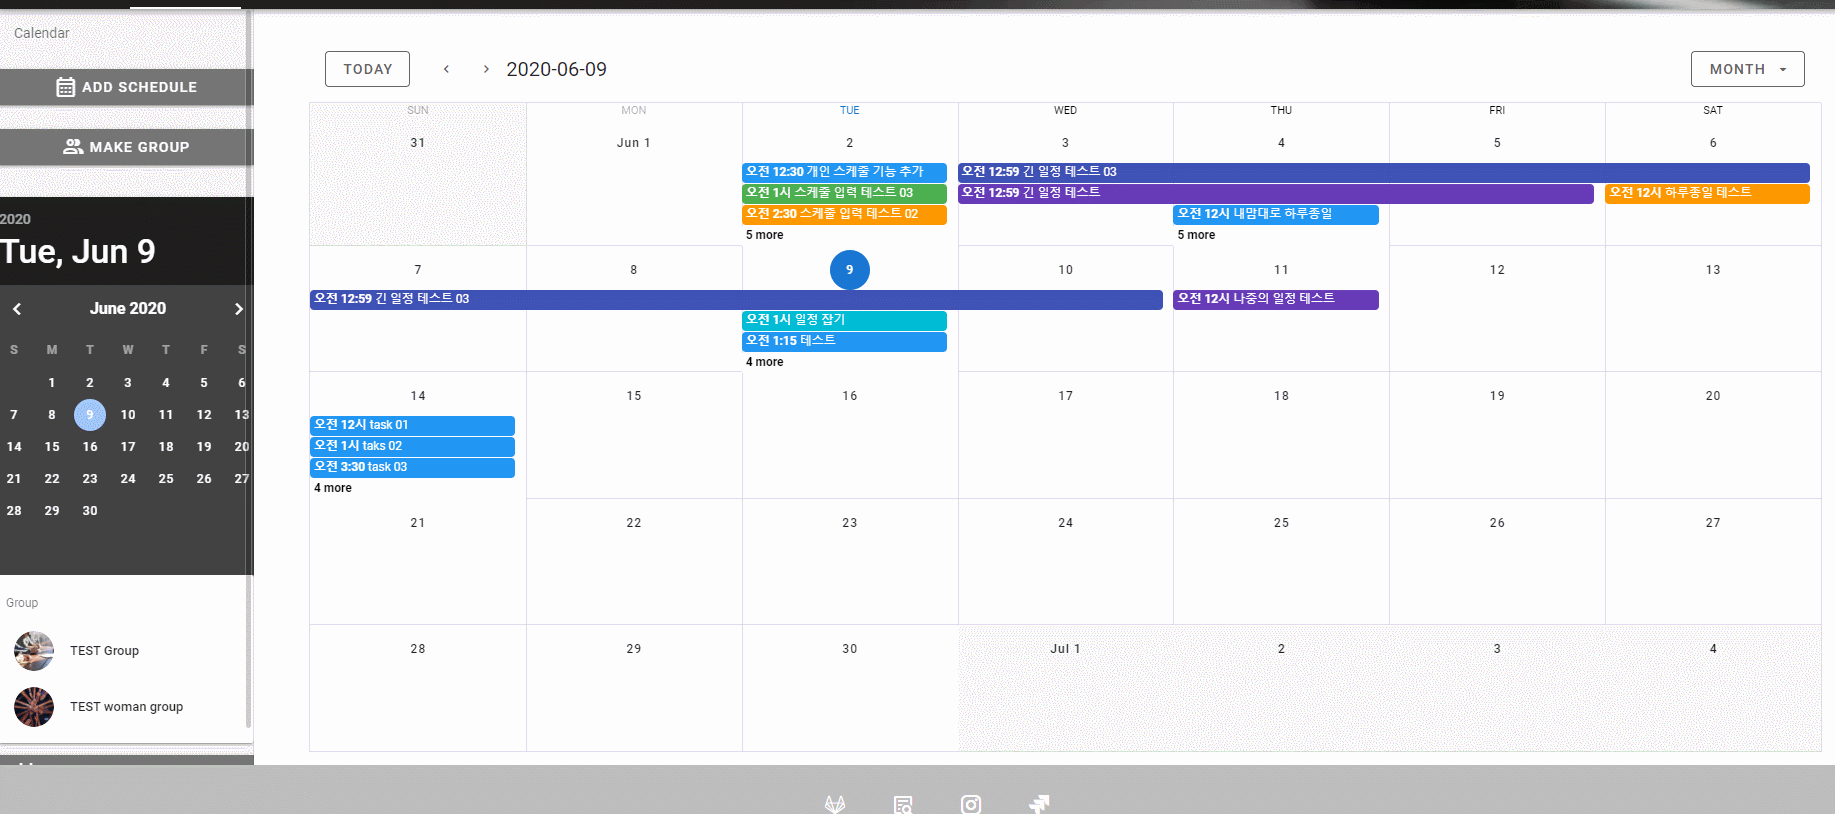 Calendar
ADD SCHEDULE
MAKE GROUP
2020
Tue, Jun 9
June 2020
S M T W T F S
1 2 3 4 5 6
7 8 9 10 11 12 13
14 15 16 17 18 19 20
21 22 23 24 25 26 27
28 29 30
Group
TEST Group
TEST woman group
TODAY 2020-06-09 MONTH
SUN MON TUE WED THU FRI SAT
31 Jun 1 2 3 4 5 6
오전 12:30 개인 스케줄 기능 추가 오전 12:59 긴 일정 테스트 03
오전 1시 스케줄 입력 테스트 03 오전 12:59 긴 일정 테스트 오전 12시 하루종일 테스트
오전 2:30 스케줄 입력 테스트 02 오전 12시 내맘대로 하루종일
5 more 5 more
7 8 9 10 11 12 13
오전 12:59 긴 일정 테스트 03 오전 12시 나중의 일정 테스트
오전 1시 일정 잡기
오전 1:15 테스트
4 more
14 15 16 17 18 19 20
오전 12시 task 01
오전 1시 taks 02
오전 3:30 task 03
4 more
21 22 23 24 25 26 27
28 29 30 Jul 1 2 3 4